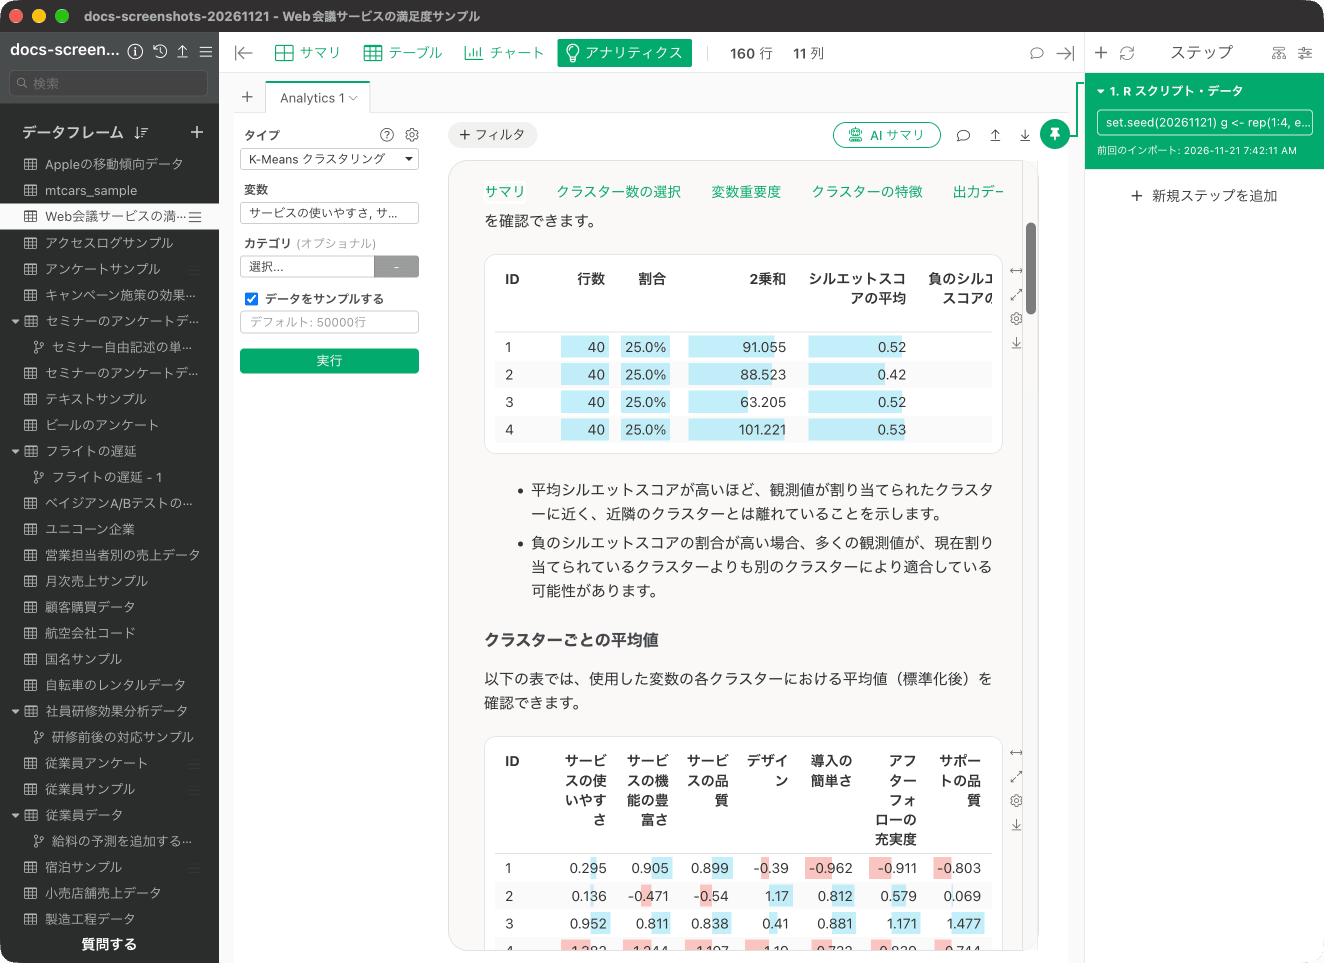 docs-screenshots-20261121 - Web会議サービスの満足度サンプル
docs-screen...
サマリ
テーブル
チャート
アナリティクス
160 行
11 列
ステップ
検索
データフレーム
Appleの移動傾向データ
mtcars_sample
Web会議サービスの満…
アクセスログサンプル
アンケートサンプル
キャンペーン施策の効果…
セミナーのアンケートデ…
セミナー自由記述の単…
セミナーのアンケートデ…
テキストサンプル
ビールのアンケート
フライトの遅延
フライトの遅延 - 1
ベイジアンA/Bテストの…
ユニコーン企業
営業担当者別の売上データ
月次売上サンプル
顧客購買データ
航空会社コード
国名サンプル
自転車のレンタルデータ
社員研修効果分析データ
研修前後の対応サンプル
従業員アンケート
従業員サンプル
従業員データ
給料の予測を追加する…
宿泊サンプル
小売店舗売上データ
製造工程データ
質問する
Analytics 1
タイプ
K-Means クラスタリング
変数
サービスの使いやすさ, サ...
カテゴリ (オプショナル)
選択...
-
データをサンプルする
デフォルト: 50000行
実行
+ フィルタ
AI サマリ
サマリ
クラスター数の選択
変数重要度
クラスターの特徴
出力デー
を確認できます。
ID 行数 割合 2乗和 シルエットスコアの平均 負のシルエ
スコアの
1 40 25.0% 91.055 0.52
2 40 25.0% 88.523 0.42
3 40 25.0% 63.205 0.52
4 40 25.0% 101.221 0.53
• 平均シルエットスコアが高いほど、観測値が割り当てられたクラスタ
ーに近く、近隣のクラスターとは離れていることを示します。
• 負のシルエットスコアの割合が高い場合、多くの観測値が、現在割り
当てられているクラスターよりも別のクラスターにより適合している
可能性があります。
クラスターごとの平均値
以下の表では、使用した変数の各クラスターにおける平均値（標準化後）を
確認できます。
ID サービスの使いやすさ サービスの機能の豊富さ サービスの品質 デザイン 導入の簡単さ アフターフォローの充実度 サポートの品質
1 0.295 0.905 0.899 -0.39 -0.962 -0.911 -0.803
2 0.136 -0.471 -0.54 1.17 0.812 0.579 0.069
3 0.952 0.811 0.838 0.41 0.881 1.171 1.477
1. R スクリプト・データ
set.seed(20261121) g <- rep(1:4, e...
前回のインポート: 2026-11-21 7:42:11 AM
+ 新規ステップを追加